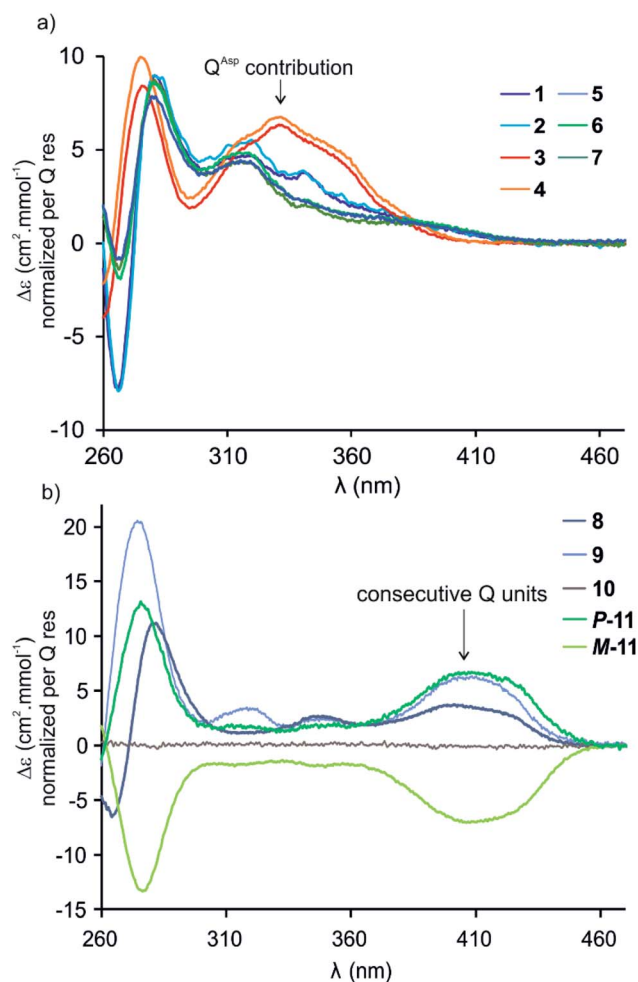 a)
Q^Asp contribution
1 5
2 6
3 7
4
10
5
0
-5
-10
Δε (cm².mmol⁻¹)
normalized per Q res
260 310 360 410 460
λ (nm)
b)
8
9
10
P-11
M-11
consecutive Q units
20
15
10
5
0
-5
-10
-15
Δε (cm².mmol⁻¹)
normalized per Q res
260 310 360 410 460
λ (nm)